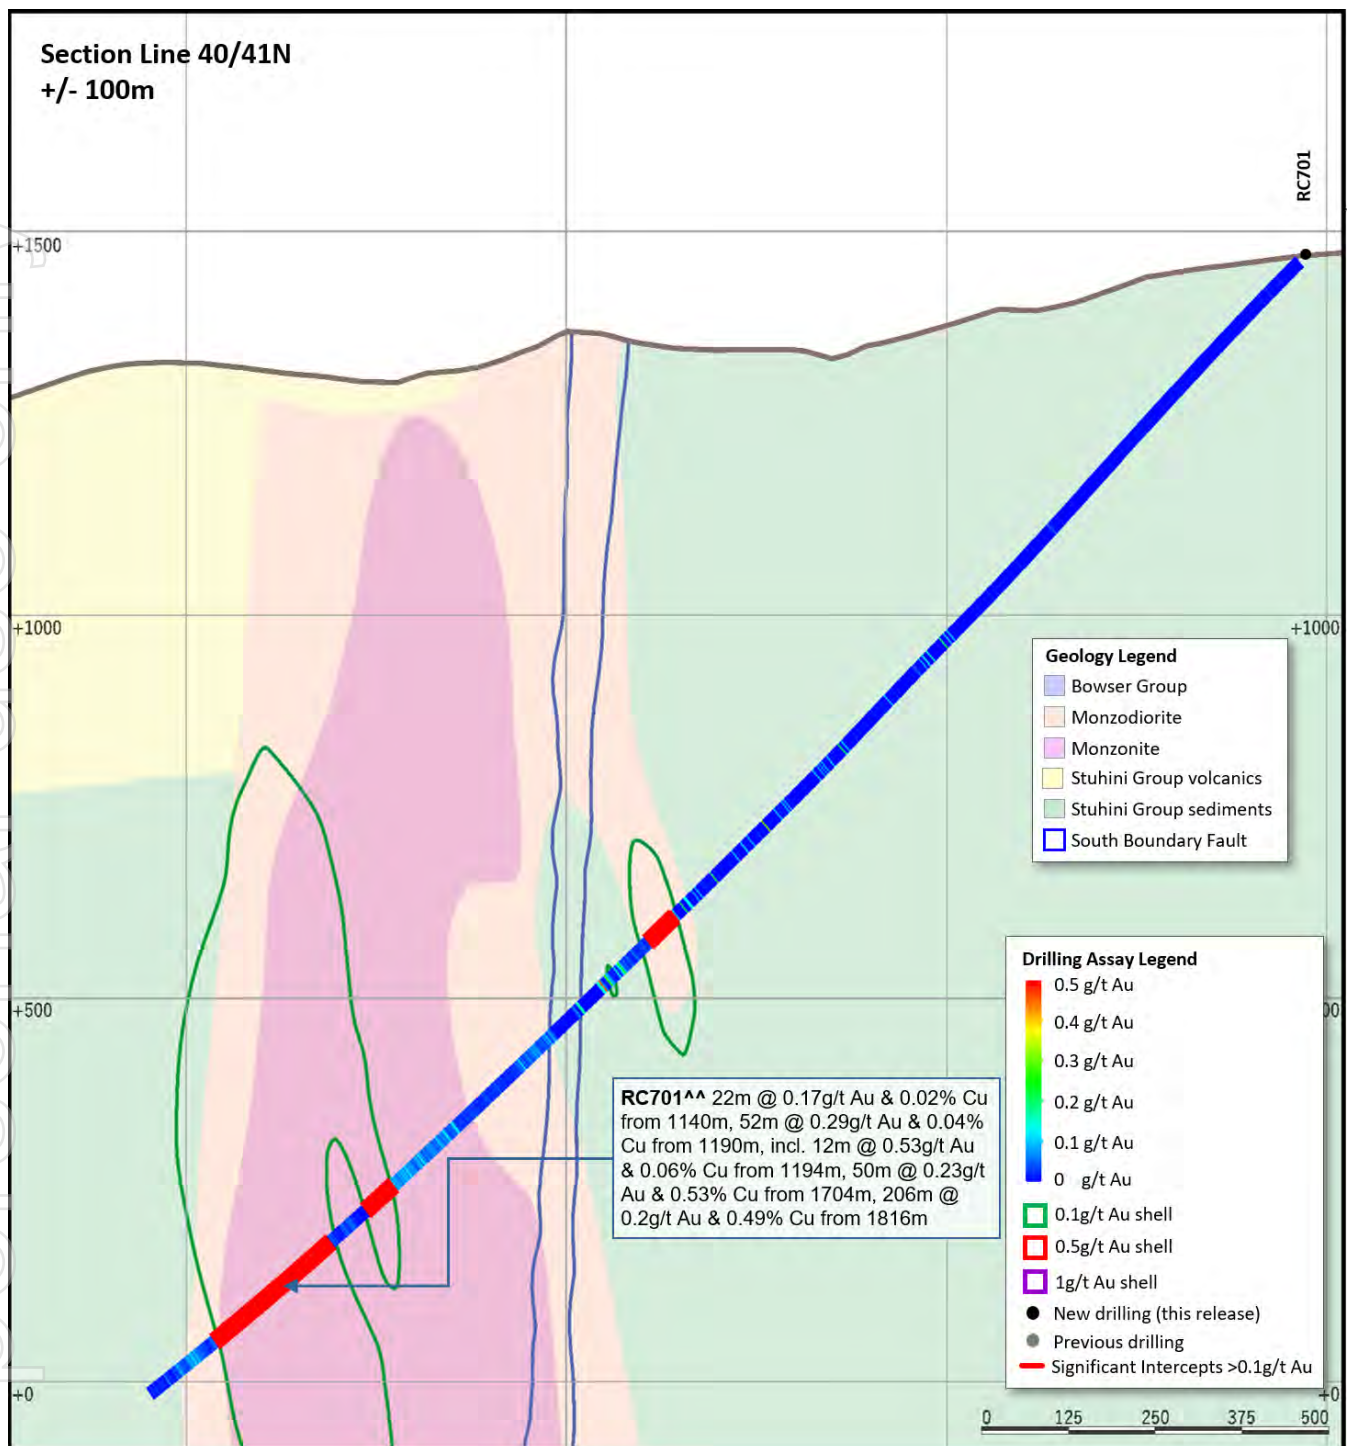 Section Line 40/41N
+/- 100m
RC701
+1500
+1000
+1000
Geology Legend
Bowser Group
Monzodiorite
Monzonite
Stuhini Group volcanics
Stuhini Group sediments
South Boundary Fault
Drilling Assay Legend
0.5 g/t Au
0.4 g/t Au
0.3 g/t Au
0.2 g/t Au
0.1 g/t Au
0 g/t Au
0.1g/t Au shell
0.5g/t Au shell
1g/t Au shell
New drilling (this release)
Previous drilling
Significant Intercepts >0.1g/t Au
+500
00
RC701^^ 22m @ 0.17g/t Au & 0.02% Cu
from 1140m, 52m @ 0.29g/t Au & 0.04%
Cu from 1190m, incl. 12m @ 0.53g/t Au
& 0.06% Cu from 1194m, 50m @ 0.23g/t
Au & 0.53% Cu from 1704m, 206m @
0.2g/t Au & 0.49% Cu from 1816m
+0
+0
0 125 250 375 500